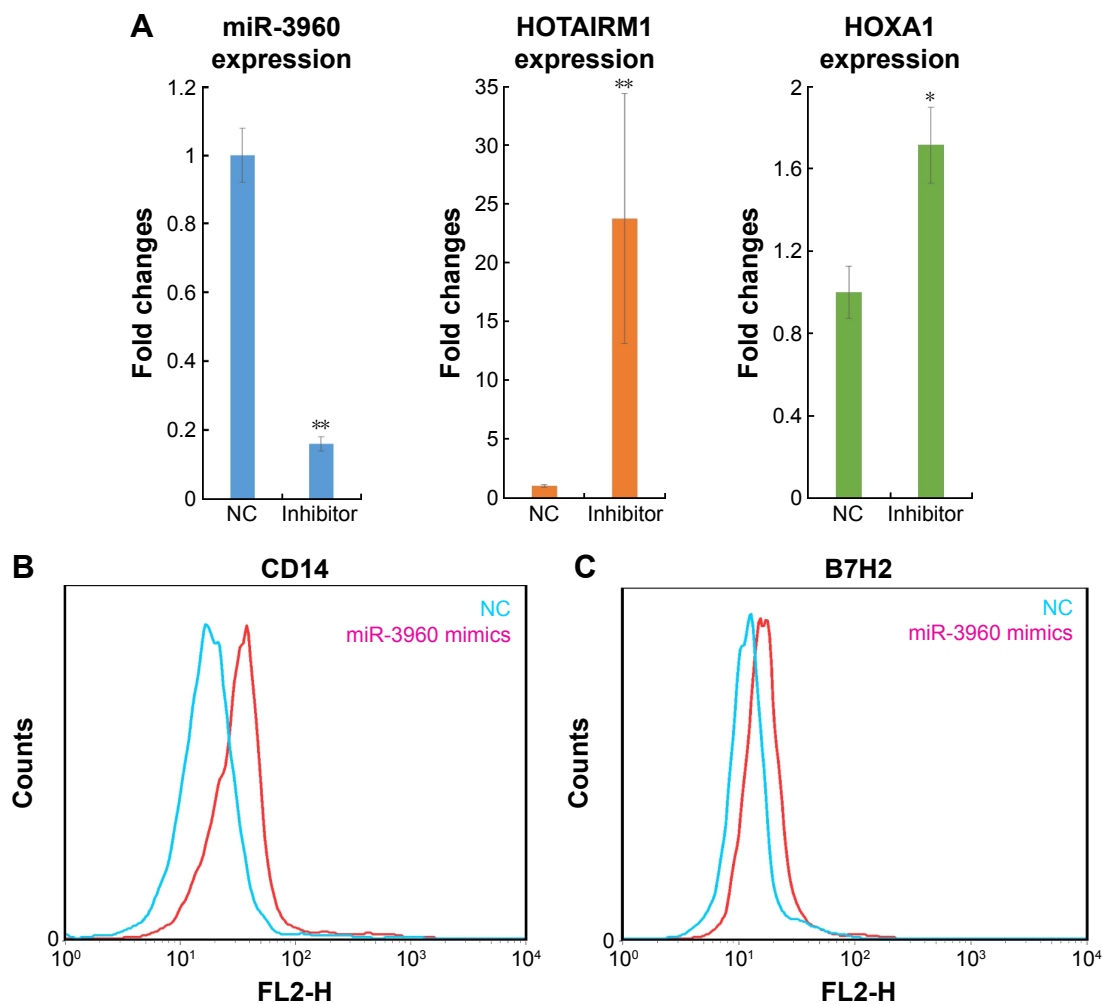 A
miR-3960
expression
HOTAIRM1
expression
HOXA1
expression
Fold changes
1.2
1
0.8
0.6
0.4
0.2
0
**
NC
Inhibitor
Fold changes
35
30
25
20
15
10
5
0
**
NC
Inhibitor
Fold changes
2
1.6
1.2
0.8
0.4
0
*
NC
Inhibitor
B
CD14
NC
miR-3960 mimics
Counts
0
10⁰
10¹
10²
10³
10⁴
FL2-H
C
B7H2
NC
miR-3960 mimics
Counts
0
10⁰
10¹
10²
10³
10⁴
FL2-H